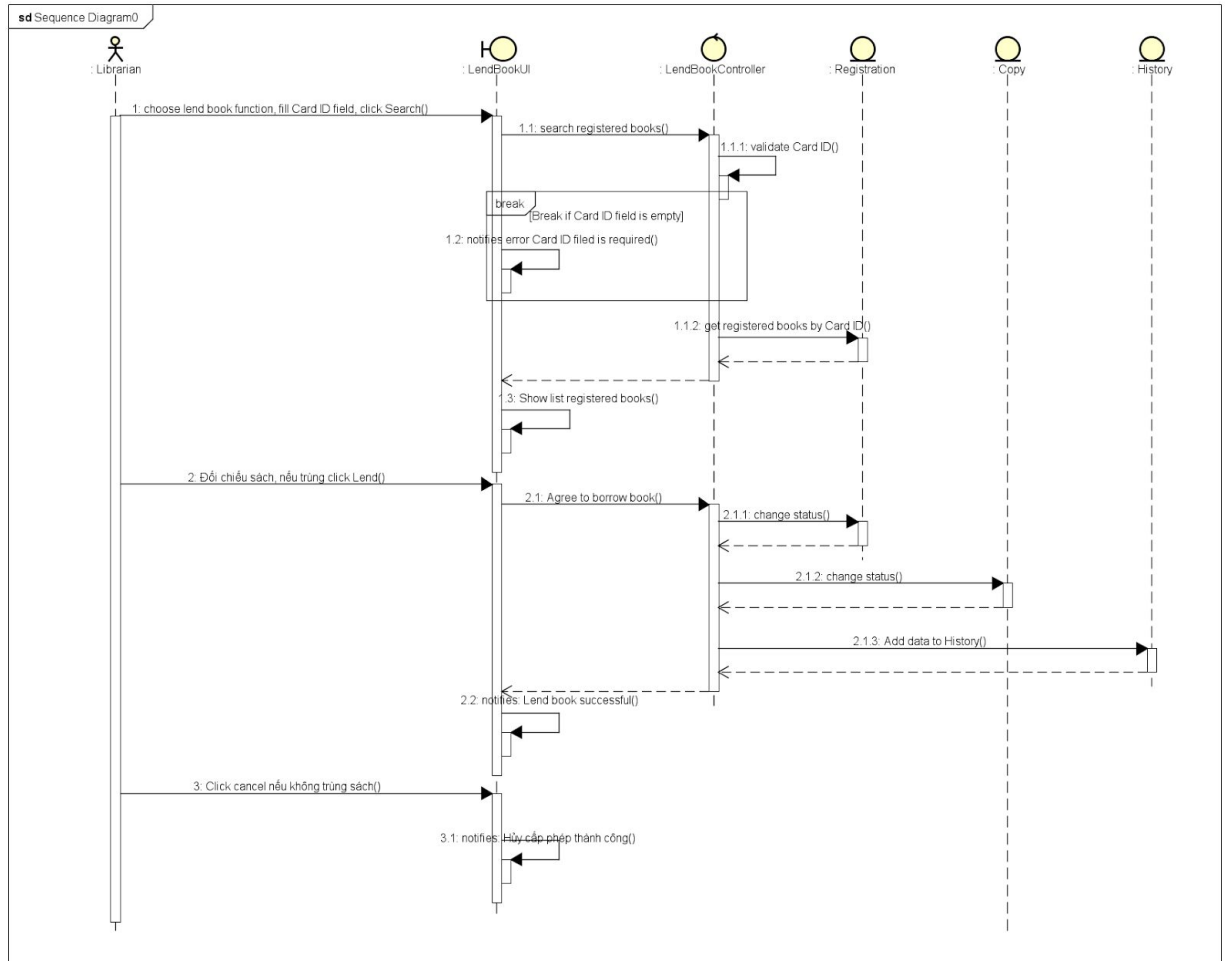 sd Sequence Diagram0
: Librarian
: LendBookUI
: LendBookController
: Registration
: Copy
: History
1: choose lend book function, fill Card ID field, click Search()
1.1: search registered books()
1.1.1: validate Card ID()
break
[Break if Card ID field is empty]
1.2: notifies error Card ID filed is required()
1.1.2: get registered books by Card ID()
1.3: Show list registered books()
2: Đối chiếu sách, nếu trùng click Lend()
2.1: Agree to borrow book()
2.1.1: change status()
2.1.2: change status()
2.1.3: Add data to History()
2.2: notifies: Lend book successful()
3: Click cancel nếu không trùng sách()
3.1: notifies: Hủy cấp phép thành công()